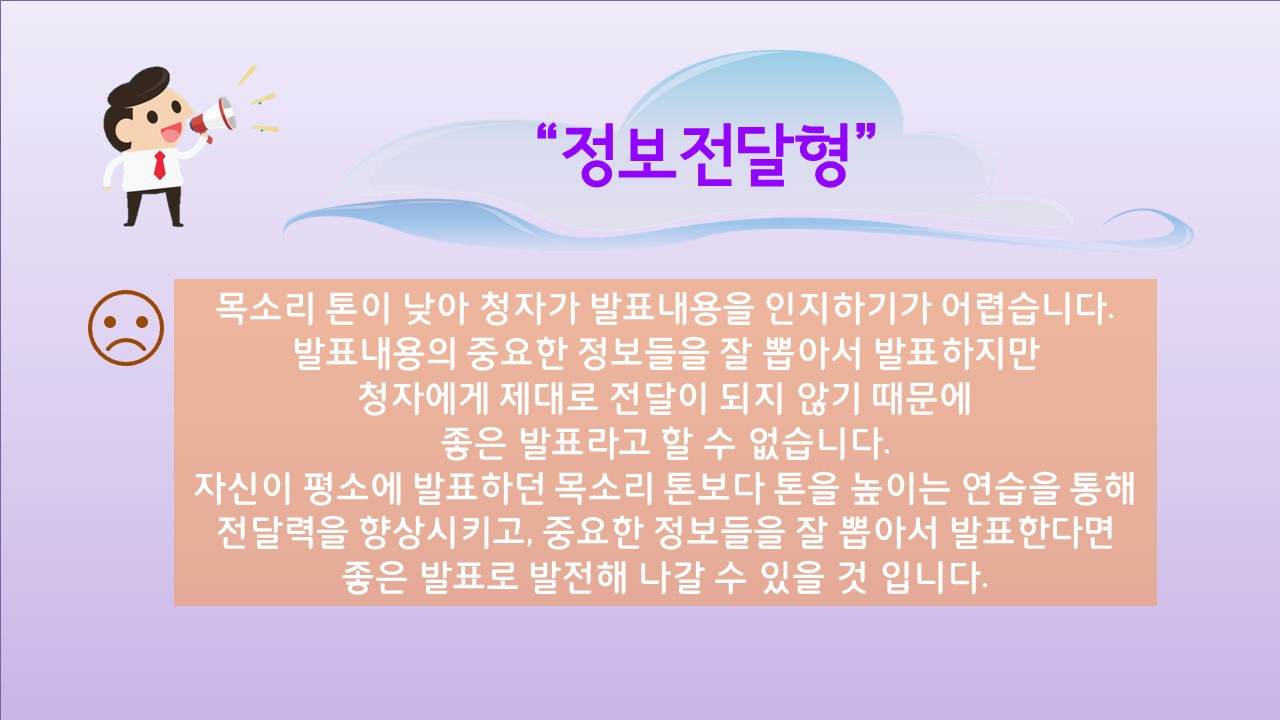 “정보전달형”
목소리 톤이 낮아 청자가 발표내용을 인지하기가 어렵습니다.
발표내용의 중요한 정보들을 잘 뽑아서 발표하지만
청자에게 제대로 전달이 되지 않기 때문에
좋은 발표라고 할 수 없습니다.
자신이 평소에 발표하던 목소리 톤보다 톤을 높이는 연습을 통해
전달력을 향상시키고, 중요한 정보들을 잘 뽑아서 발표한다면
좋은 발표로 발전해 나갈 수 있을 것 입니다.